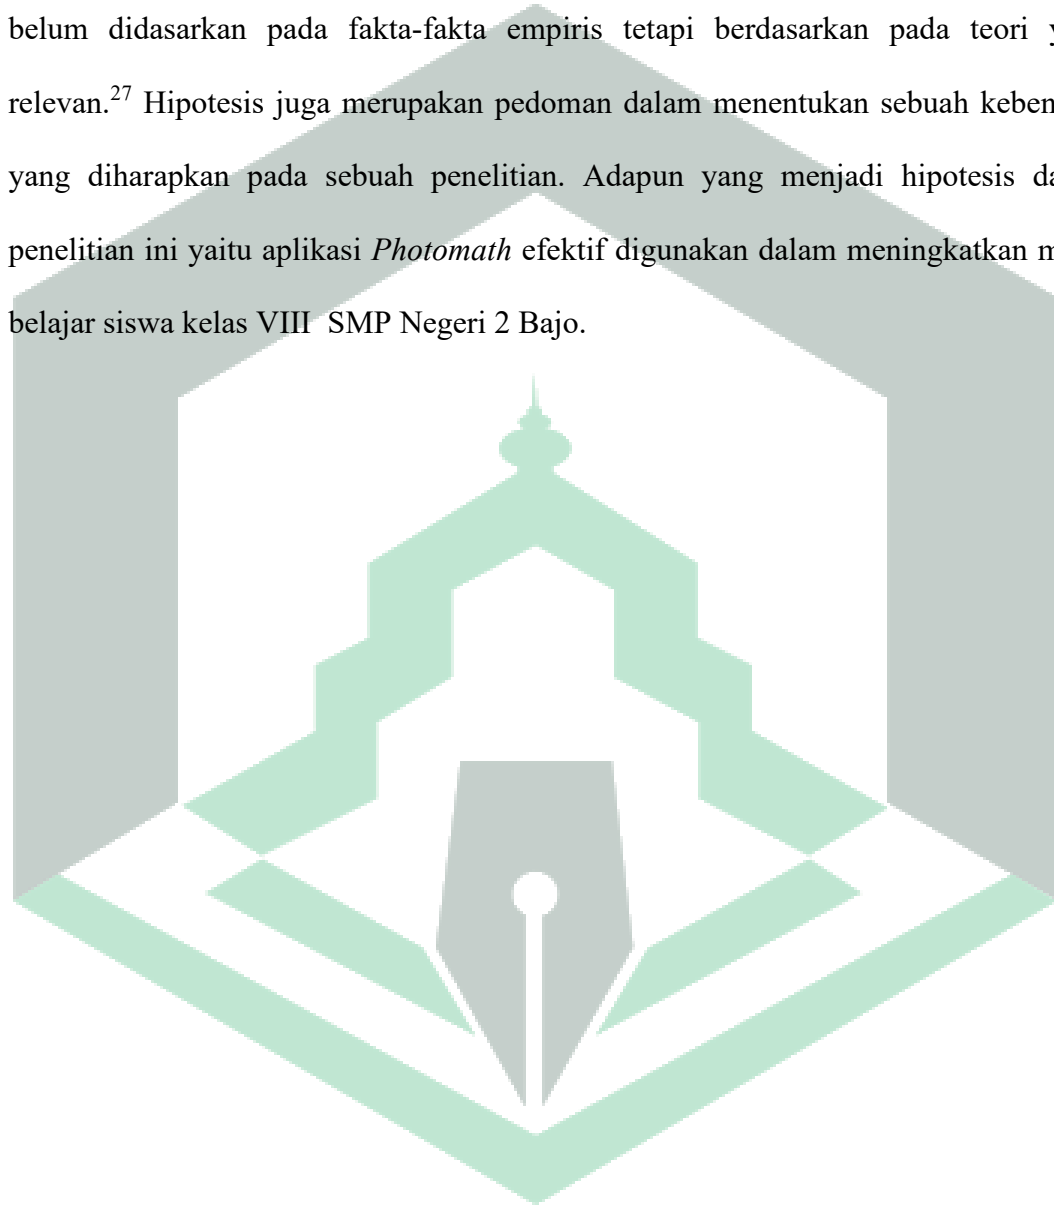 belum didasarkan pada fakta-fakta empiris tetapi berdasarkan pada teori
relevan.27 Hipotesis juga merupakan pedoman dalam menentukan sebuah
yang diharapkan pada sebuah penelitian. Adapun yang menjadi hipotesis
penelitian ini yaitu aplikasi Photomath efektif digunakan dalam meningkatkan
belajar siswa kelas VIII SMP Negeri 2 Bajo.